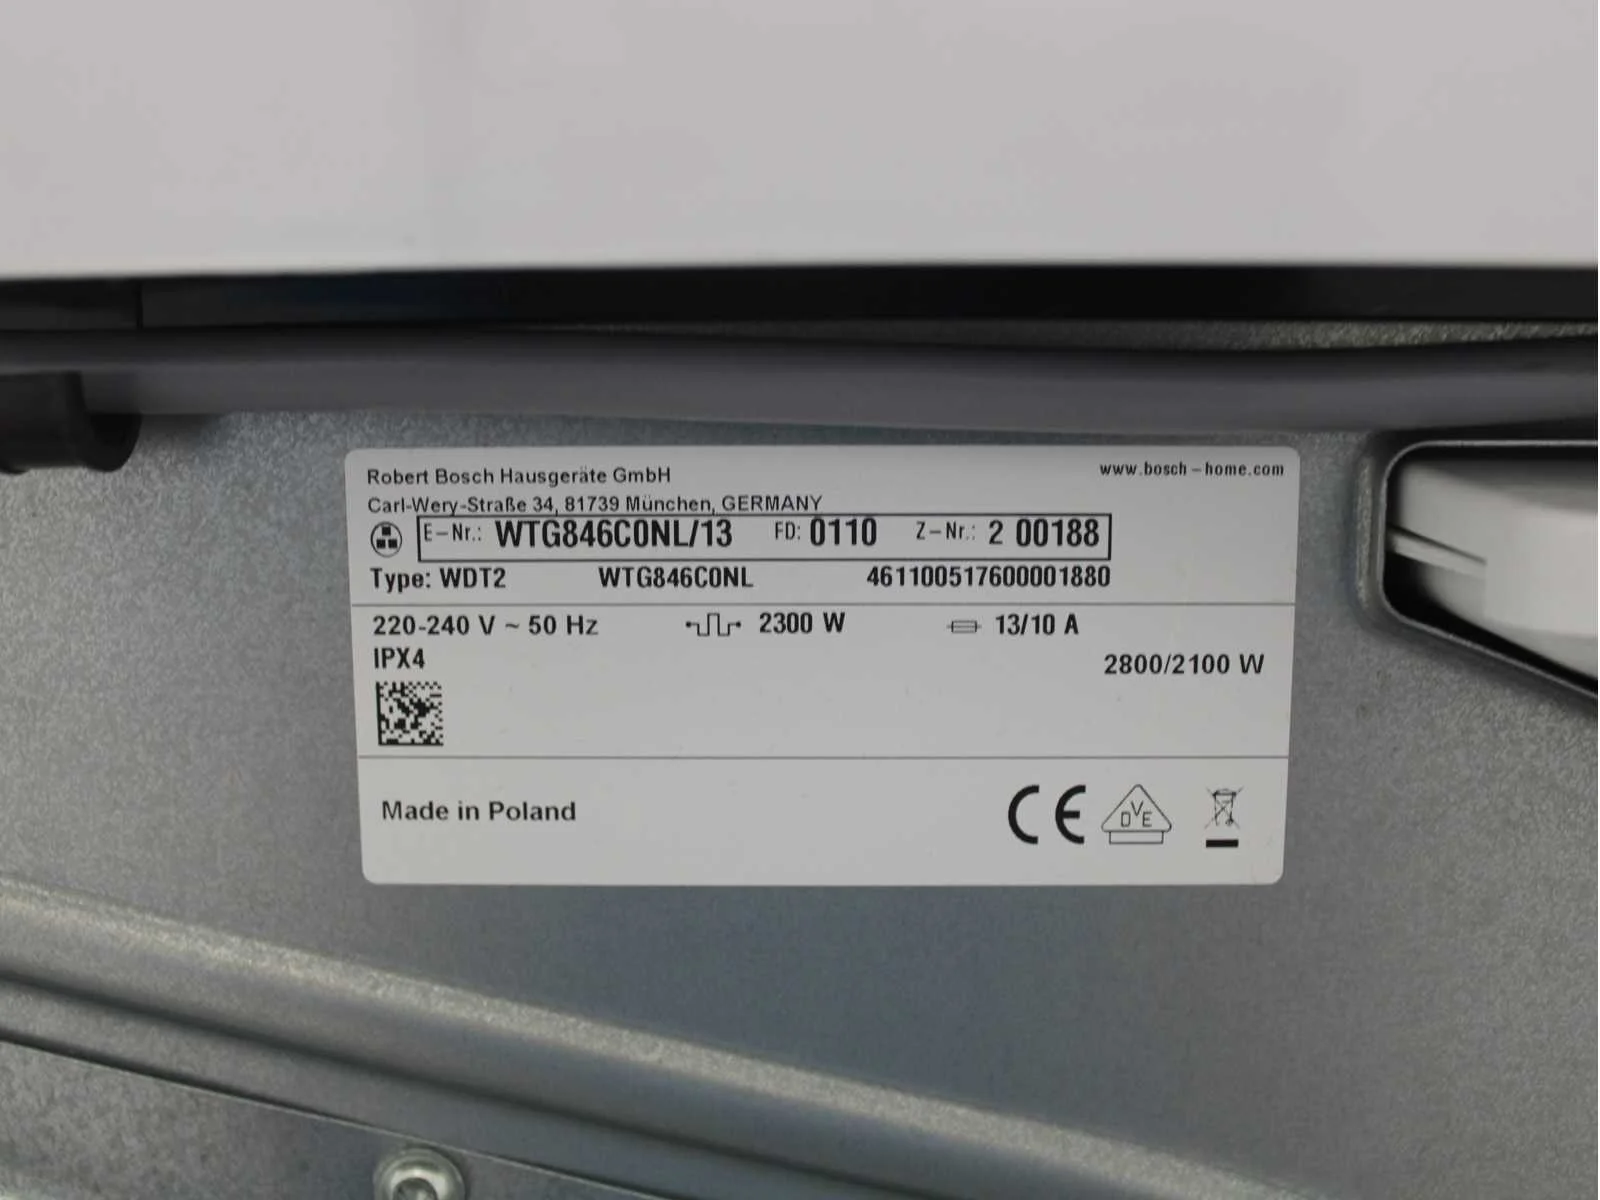 Robert Bosch Hausgeräte GmbH
www.bosch-home.com
Carl-Wery-Straße 34, 81739 München, GERMANY
E-Nr.: WTG846C0NL/13 FD: 0110 Z-Nr.: 2 00188
Type: WDT2 WTG846C0NL 461100517600001880
220-240 V ~ 50 Hz 2300 W 13/10 A
IPX4
2800/2100 W
Made in Poland
CE DVE